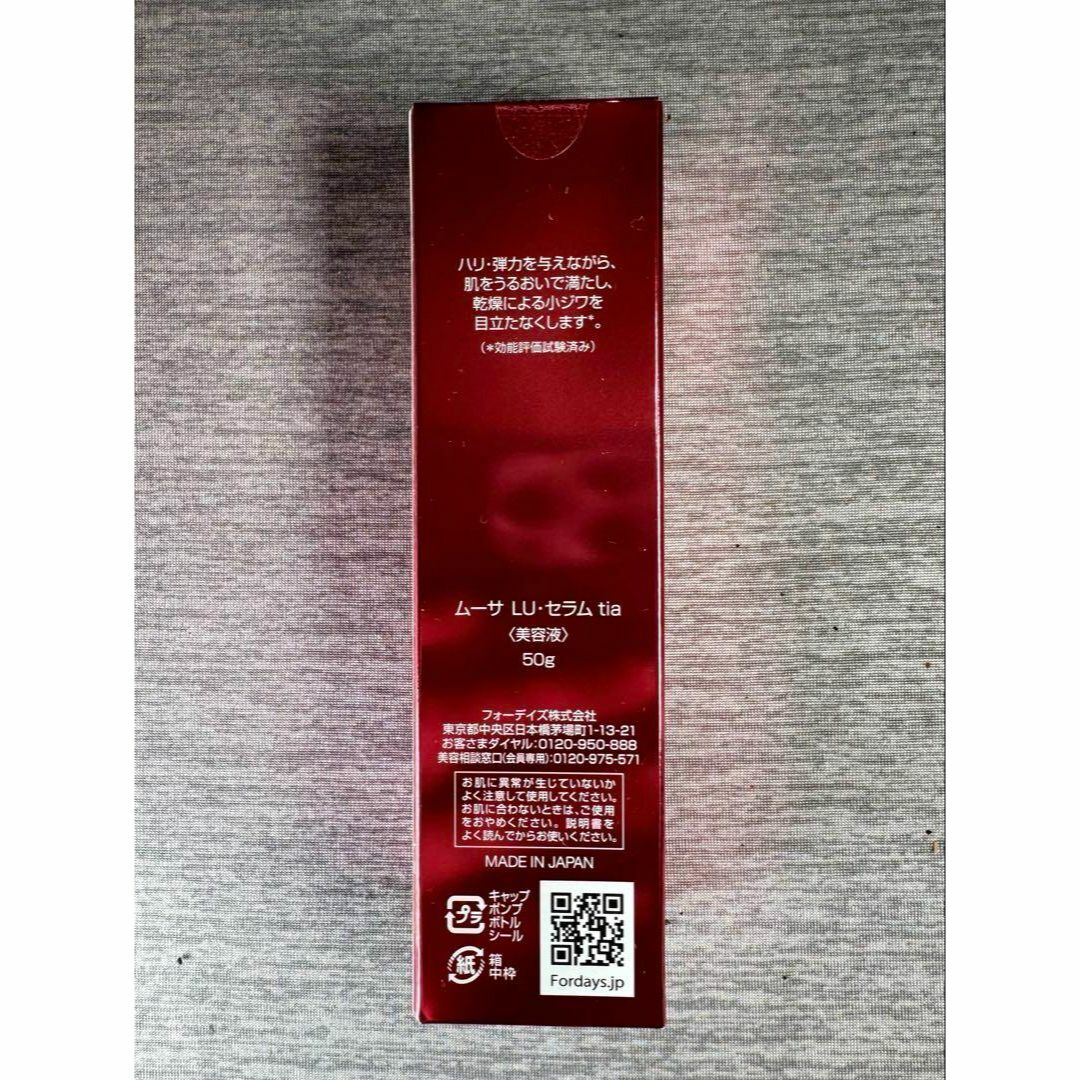 ハリ・弾力を与えながら、
肌をうるおいで満たし、
乾燥による小ジワを
目立たなくします*。
(*効能評価試験済み)
ムーサ LU・セラム tia
〈美容液〉
50g
フォーデイズ株式会社
東京都中央区日本橋茅場町1-13-21
お客さまダイヤル:0120-950-888
美容相談窓口(会員専用):0120-975-571
お肌に異常が生じていないか
よく注意して使用してください。
お肌に合わないときは、ご使用
をおやめください。説明書を
よく読んでからお使いください。
MADE IN JAPAN
プラ
キャップ
ポンプ
ボトル
シール
紙
箱
中枠
Fordays.jp